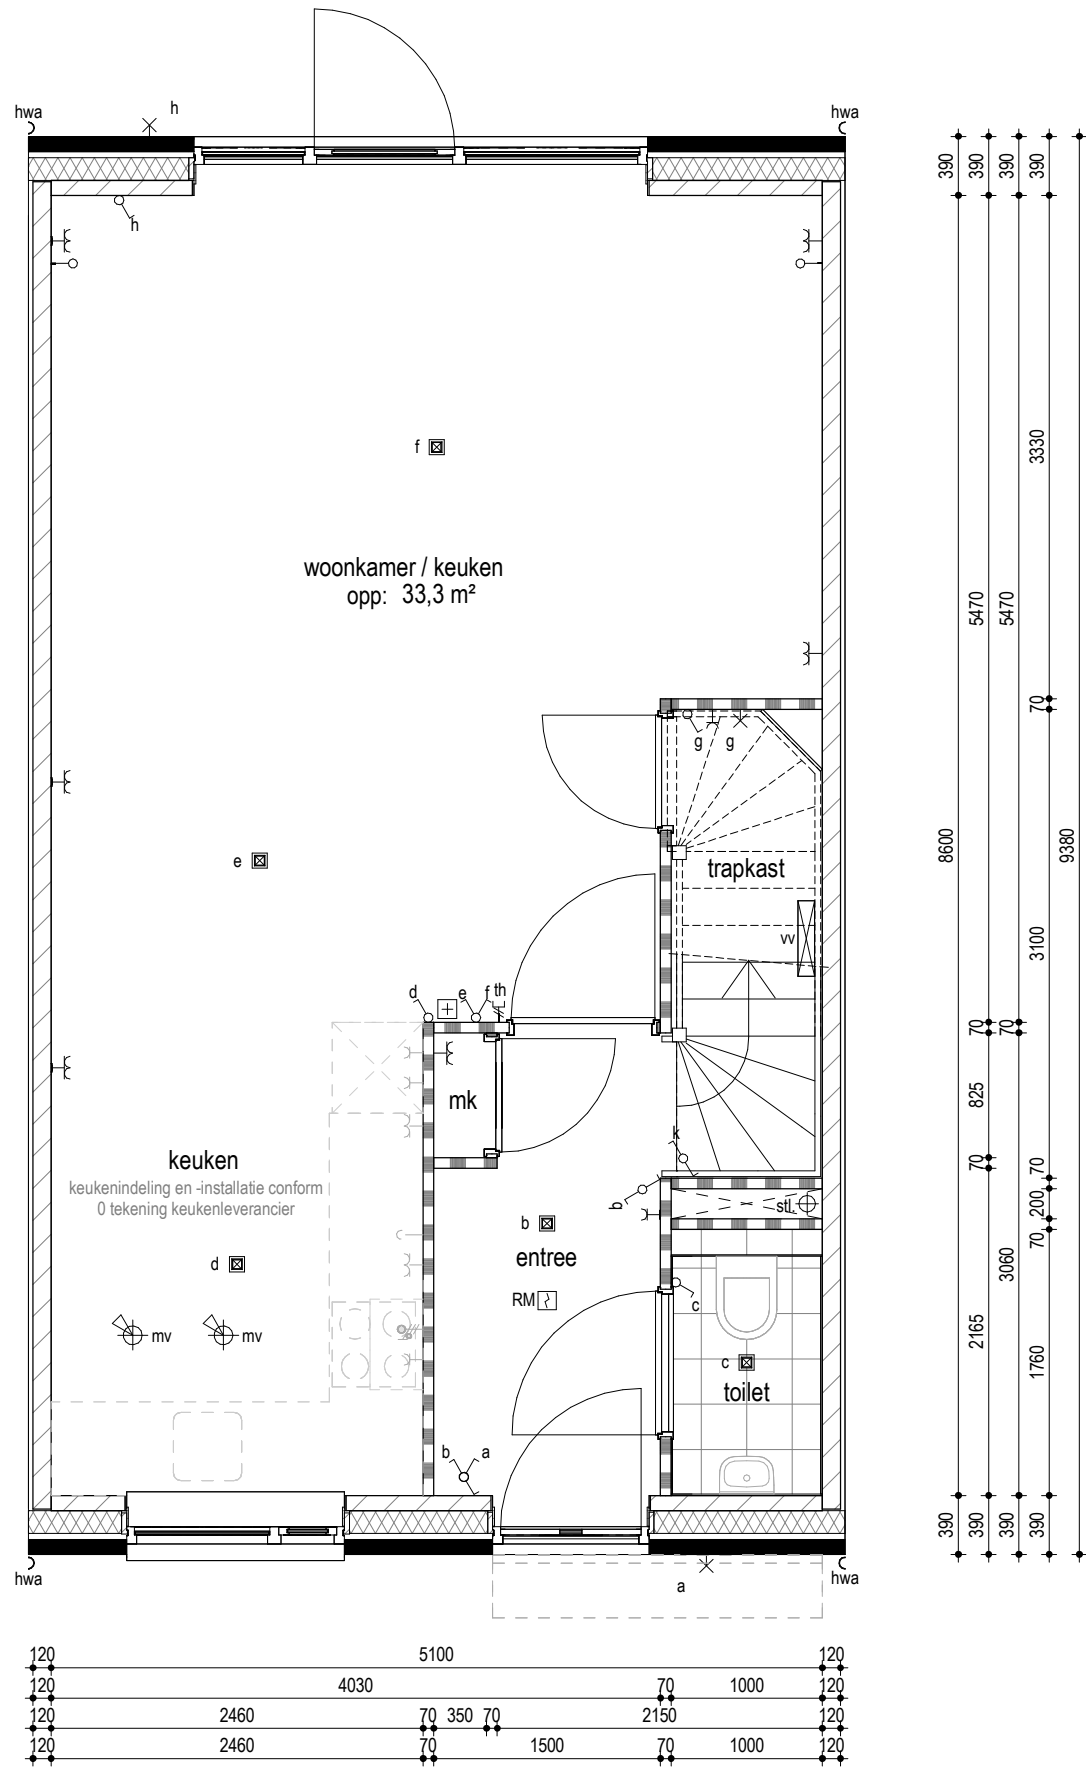 h
hwa
hwa
h
390
390
390
390
f
woonkamer / keuken
opp: 33,3 m²
3330
5470
5470
70
g
g
e
trapkast
8600
9380
vv
3100
d
e
f
th
70
70
mk
825
k
keuken
keukenindeling en -installatie conform
0 tekening keukenleverancier
70
70
b
stl.
200
b
entree
70
d
3060
RM
c
mv
mv
2165
c
toilet
1760
b
a
390
390
390
390
hwa
a
hwa
120
5100
120
120
4030
70
1000
120
120
2460
70
350
70
2150
120
120
2460
70
1500
70
1000
120